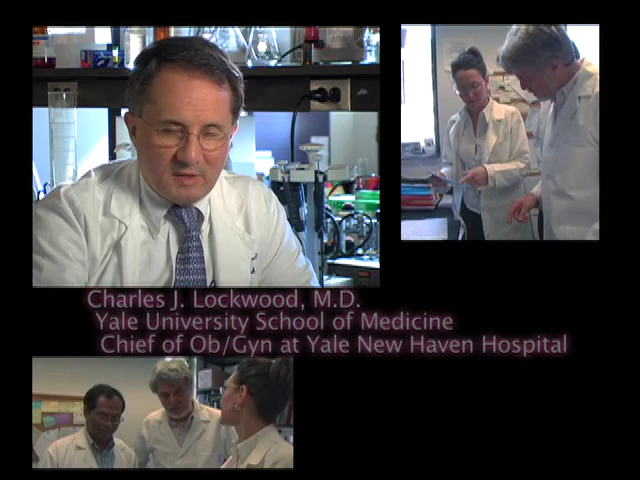 Charles J. Lockwood, M.D.
Yale University School of Medicine
Chief of Ob/Gyn at Yale New Haven Hospital